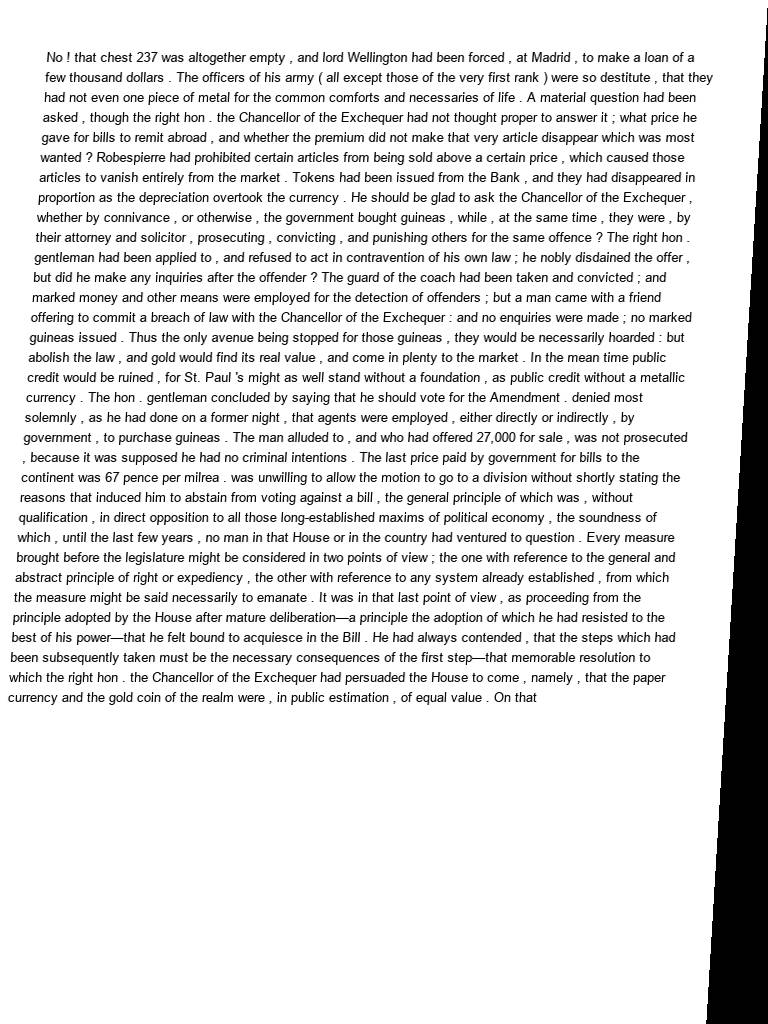 No ! that chest 237 was altogether empty , and lord Wellington had been forced , at Madrid , to make a loan of a
few thousand dollars . The officers of his army ( all except those of the very first rank ) were so destitute , that they
had not even one piece of metal for the common comforts and necessaries of life . A material question had been
asked , though the right hon . the Chancellor of the Exchequer had not thought proper to answer it ; what price he
gave for bills to remit abroad , and whether the premium did not make that very article disappear which was most
wanted ? Robespierre had prohibited certain articles from being sold above a certain price , which caused those
articles to vanish entirely from the market . Tokens had been issued from the Bank , and they had disappeared in
proportion as the depreciation overtook the currency . He should be glad to ask the Chancellor of the Exchequer ,
whether by connivance , or otherwise , the government bought guineas , while , at the same time , they were , by
their attorney and solicitor , prosecuting , convicting , and punishing others for the same offence ? The right hon .
gentleman had been applied to , and refused to act in contravention of his own law ; he nobly disdained the offer ,
but did he make any inquiries after the offender ? The guard of the coach had been taken and convicted ; and
marked money and other means were employed for the detection of offenders ; but a man came with a friend
offering to commit a breach of law with the Chancellor of the Exchequer : and no enquiries were made ; no marked
guineas issued . Thus the only avenue being stopped for those guineas , they would be necessarily hoarded : but
abolish the law , and gold would find its real value , and come in plenty to the market . In the mean time public
credit would be ruined , for St. Paul 's might as well stand without a foundation , as public credit without a metallic
currency . The hon . gentleman concluded by saying that he should vote for the Amendment . denied most
solemnly , as he had done on a former night , that agents were employed , either directly or indirectly , by
government , to purchase guineas . The man alluded to , and who had offered 27,000 for sale , was not prosecuted
, because it was supposed he had no criminal intentions . The last price paid by government for bills to the
continent was 67 pence per milrea . was unwilling to allow the motion to go to a division without shortly stating the
reasons that induced him to abstain from voting against a bill , the general principle of which was , without
qualification , in direct opposition to all those long-established maxims of political economy , the soundness of
which , until the last few years , no man in that House or in the country had ventured to question . Every measure
brought before the legislature might be considered in two points of view ; the one with reference to the general and
abstract principle of right or expediency , the other with reference to any system already established , from which
the measure might be said necessarily to emanate . It was in that last point of view , as proceeding from the
principle adopted by the House after mature deliberation—a principle the adoption of which he had resisted to the
best of his power—that he felt bound to acquiesce in the Bill . He had always contended , that the steps which had
been subsequently taken must be the necessary consequences of the first step—that memorable resolution to
which the right hon . the Chancellor of the Exchequer had persuaded the House to come , namely , that the paper
currency and the gold coin of the realm were , in public estimation , of equal value . On that